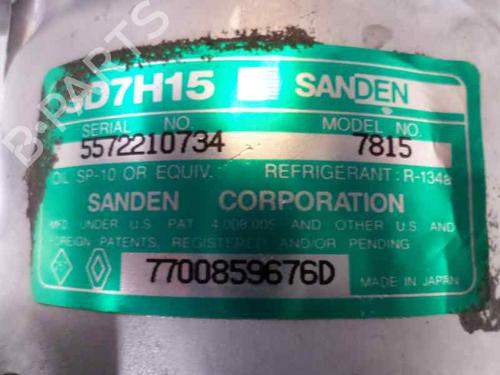 SD7H15 SANDEN
SERIAL NO. MODEL NO.
5572210734 7815
OIL SP-10 OR EQUIV. REFRIGERANT: R-134a
SANDEN CORPORATION
MFD UNDER U.S PAT 4.009.005 AND OTHER U.S AND
FOREIGN PATENTS, REGISTERED AND/OR PENDING
7700859676D MADE IN JAPAN
B-PARTS